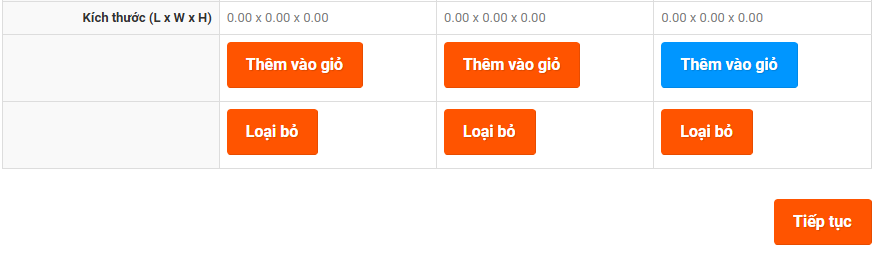 Kích thước (L x W x H) 0.00 x 0.00 x 0.00 0.00 x 0.00 x 0.00 0.00 x 0.00 x 0.00
Thêm vào giỏ Thêm vào giỏ Thêm vào giỏ
Loại bỏ Loại bỏ Loại bỏ
Tiếp tục